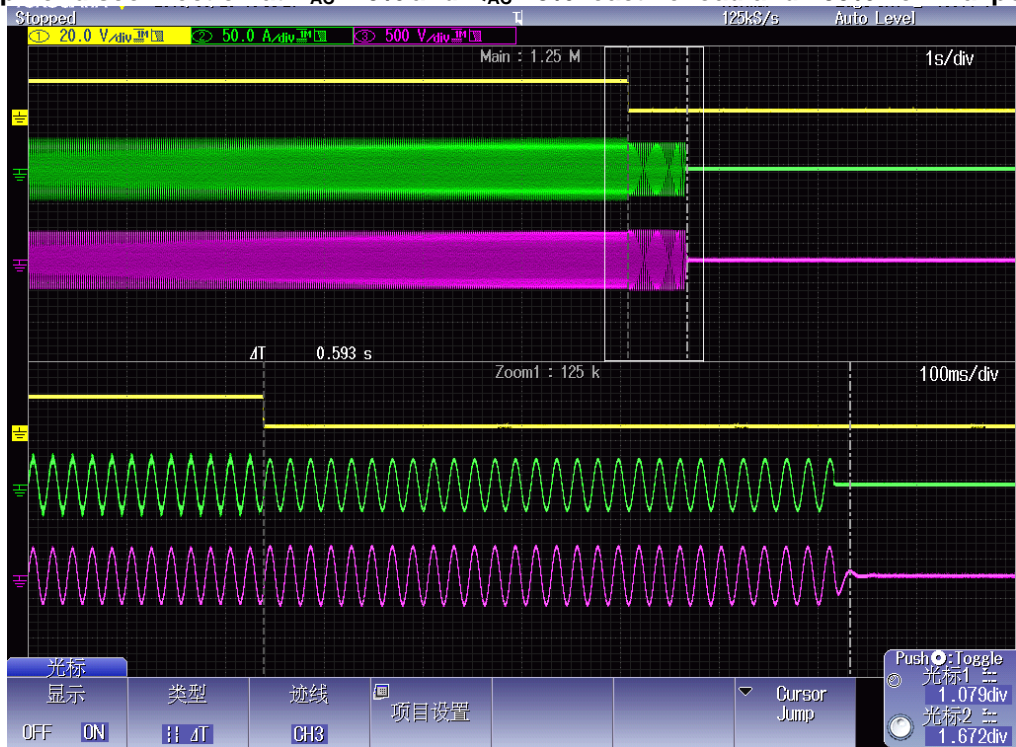 Stopped
125kS/s Auto Level
① 20.0 V/div ② 50.0 A/div ③ 500 V/div
Main : 1.25 M
1s/div
ΔT 0.593 s
Zoom1 : 125 k
100ms/div
光标
显示
OFF ON
类型
ΔT
迹线
CH3
项目设置
Cursor
Jump
Push :Toggle
光标1
1.079div
光标2
1.672div